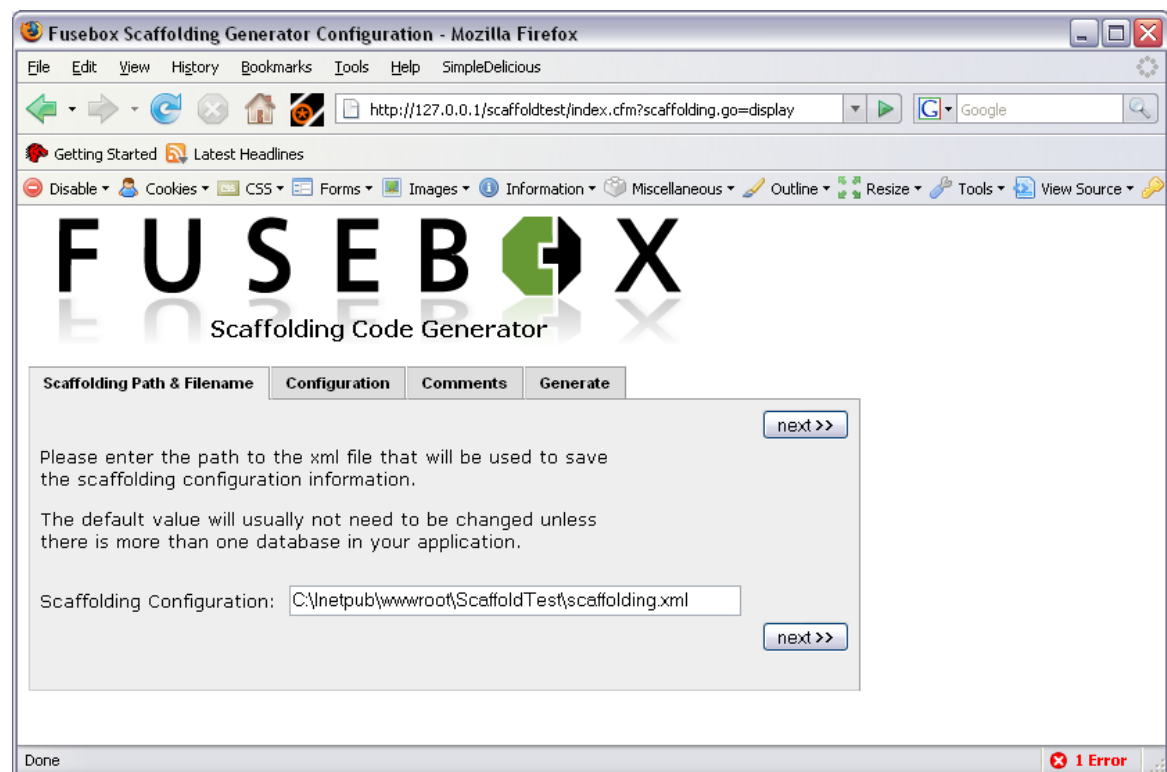 Fusebox Scaffolding Generator Configuration - Mozilla Firefox
File Edit View History Bookmarks Tools Help SimpleDelicious
http://127.0.0.1/scaffoldtest/index.cfm?scaffolding.go=display G Google
Getting Started Latest Headlines
Disable Cookies CSS Forms Images Information Miscellaneous Outline Resize Tools View Source
FUSEBOX
Scaffolding Code Generator
Scaffolding Path & Filename Configuration Comments Generate
next >>
Please enter the path to the xml file that will be used to save
the scaffolding configuration information.
The default value will usually not need to be changed unless
there is more than one database in your application.
Scaffolding Configuration: C:\Inetpub\wwwroot\ScaffoldTest\scaffolding.xml
next >>
Done 1 Error